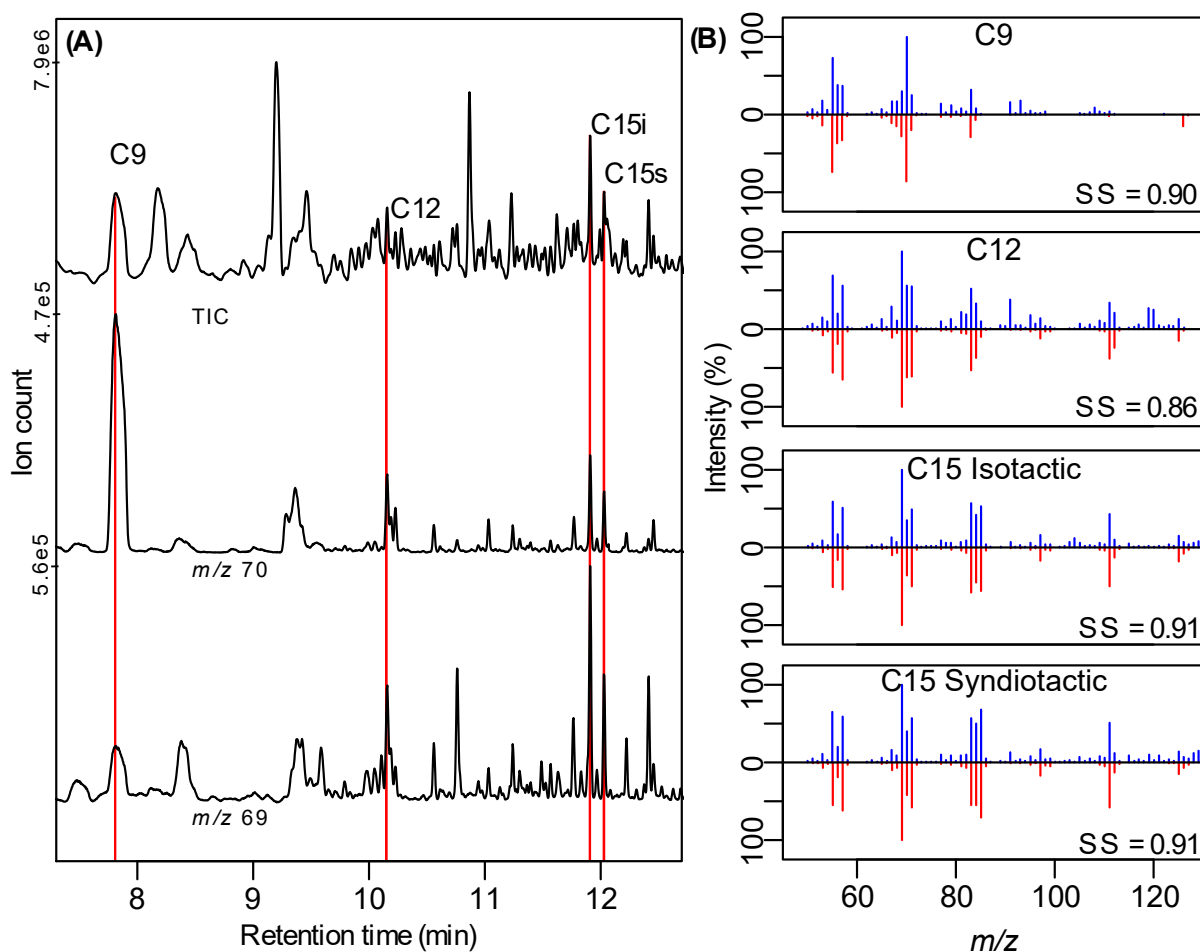 (A)
7.9e6
C9
C12
C15i
C15s
TIC
4.7e5
m/z 70
5.6e5
m/z 69
Ion count
8 9 10 11 12
Retention time (min)
(B)
C9
100
0
100
SS = 0.90
C12
100
0
100
SS = 0.86
C15 Isotactic
100
0
100
SS = 0.91
C15 Syndiotactic
100
0
100
SS = 0.91
Intensity (%)
60 80 100 120
m/z